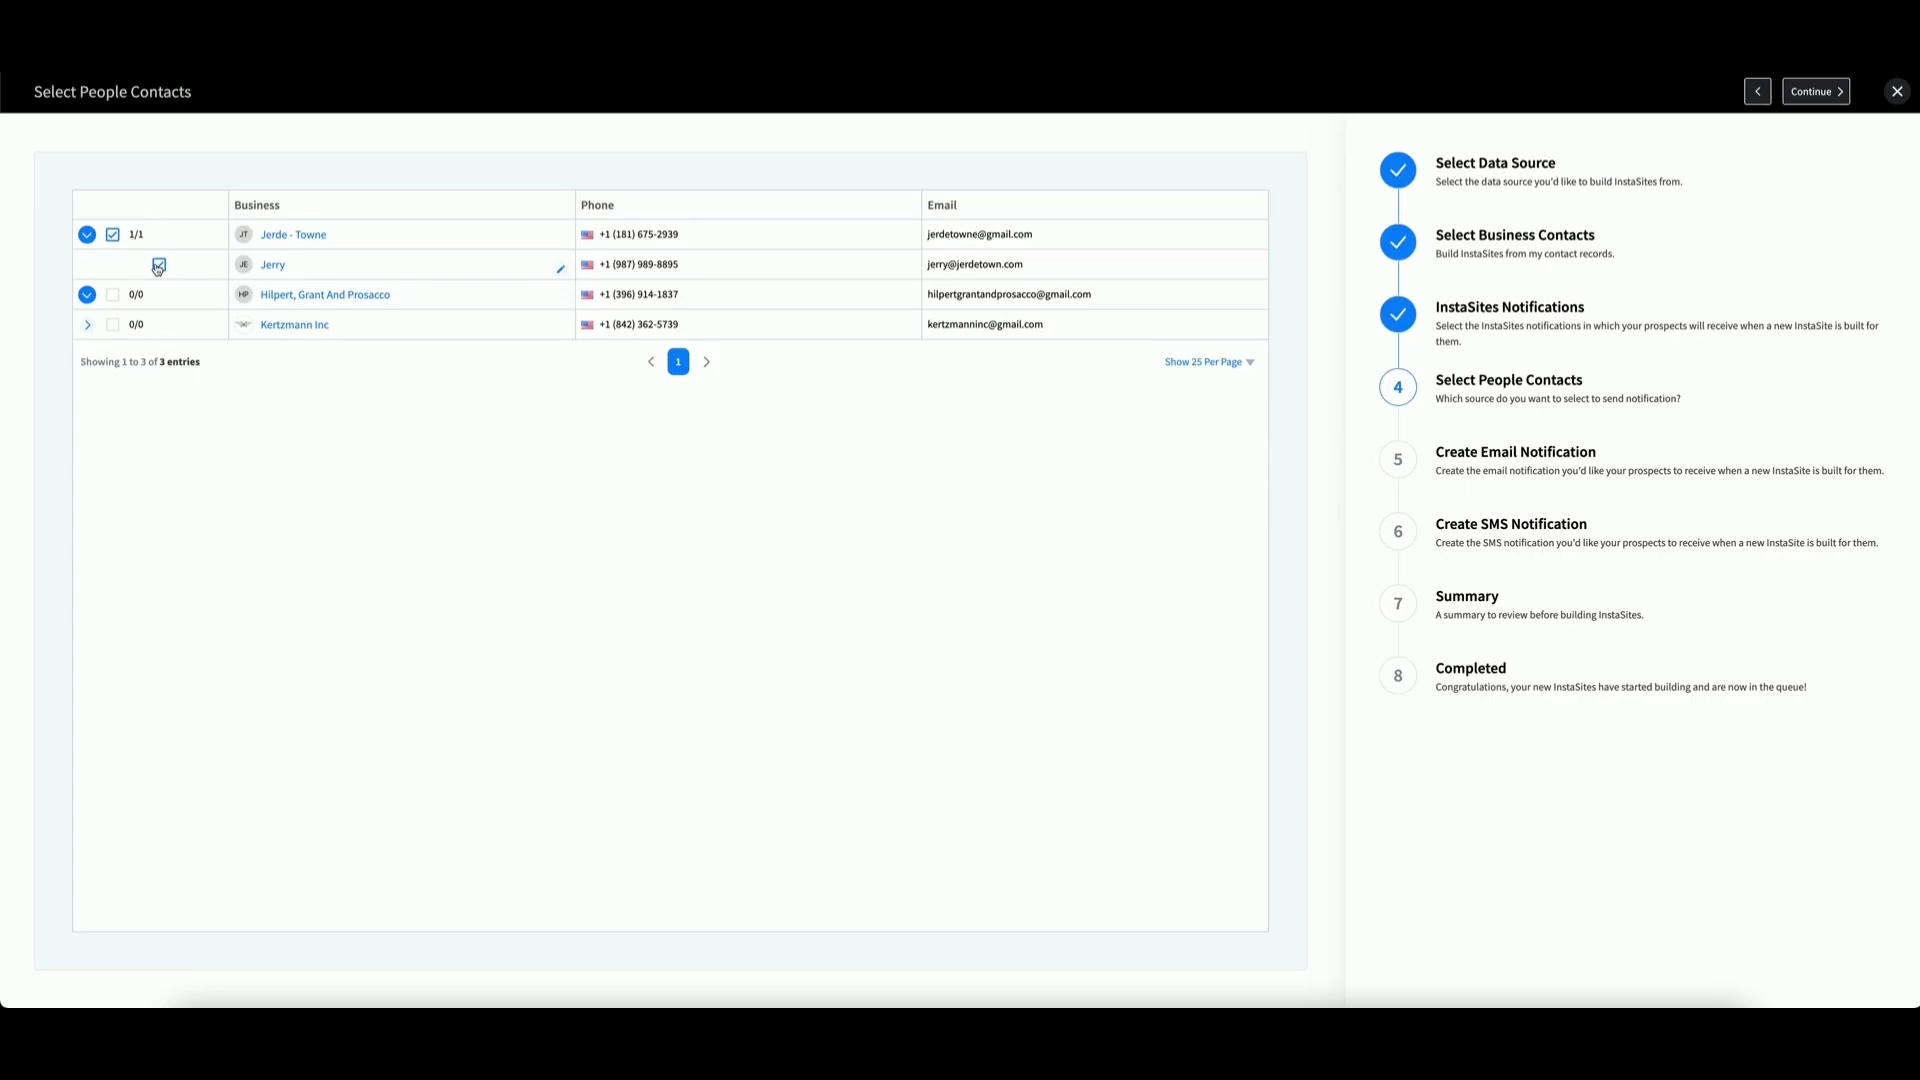 Select People Contacts
Continue
Business Phone Email
1/1 JT Jerde - Towne +1 (181) 675-2939 jerdetowne@gmail.com
JE Jerry +1 (987) 989-8895 jerry@jerdetown.com
0/0 HP Hilpert, Grant And Prosacco +1 (396) 914-1837 hilpertgrantandprosacco@gmail.com
0/0 Kertzmann Inc +1 (842) 362-5739 kertzmanninc@gmail.com
Showing 1 to 3 of 3 entries 1 Show 25 Per Page
Select Data Source
Select the data source you'd like to build InstaSites from.
Select Business Contacts
Build InstaSites from my contact records.
InstaSites Notifications
Select the InstaSites notifications in which your prospects will receive when a new InstaSite is built for
them.
4 Select People Contacts
Which source do you want to select to send notification?
5 Create Email Notification
Create the email notification you'd like your prospects to receive when a new InstaSite is built for them.
6 Create SMS Notification
Create the SMS notification you'd like your prospects to receive when a new InstaSite is built for them.
7 Summary
A summary to review before building InstaSites.
8 Completed
Congratulations, your new InstaSites have started building and are now in the queue!